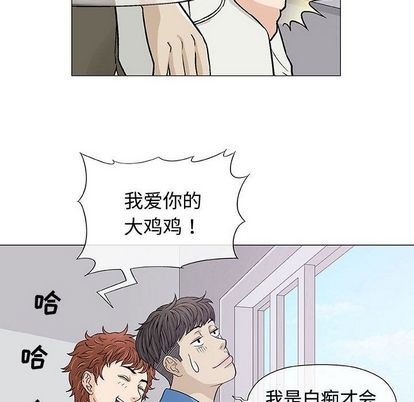 我爱你的
大鸡鸡！
哈
哈
我是白痴才会